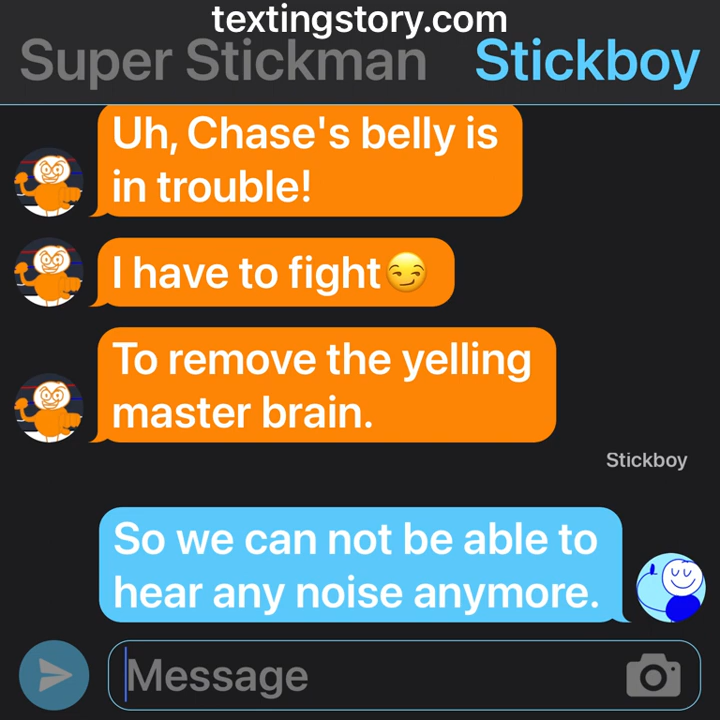 textingstory.com
Super Stickman Stickboy
Uh, Chase's belly is
in trouble!
I have to fight😏
To remove the yelling
master brain.
Stickboy
So we can not be able to
hear any noise anymore.
Message